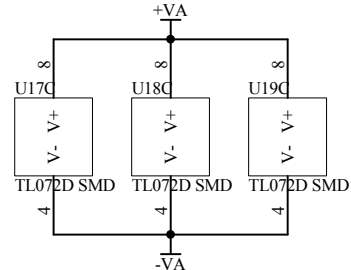 +VA
8 8 8
U17C U18C U19C
V+ V+ V+
V- V- V-
TL072D SMD TL072D SMD TL072D SMD
4 4 4
-VA